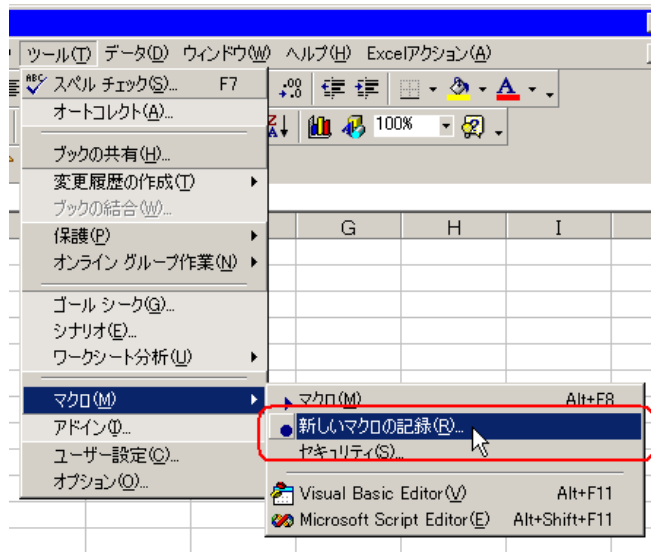 ツール(T) データ(D) ウィンドウ(W) ヘルプ(H) Excelアクション(A)
ABC スペル チェック(S)... F7
オートコレクト(A)...
100%
ブックの共有(H)...
変更履歴の作成(T)
ブックの結合(W)...
保護(P)
G H I
オンライン グループ作業(N)
ゴール シーク(G)...
シナリオ(E)...
ワークシート分析(U)
マクロ(M)
マクロ(M) Alt+F8
アドイン(I)...
新しいマクロの記録(R)...
ユーザー設定(C)...
セキュリティ(S)...
オプション(O)...
Visual Basic Editor(V) Alt+F11
Microsoft Script Editor(E) Alt+Shift+F11